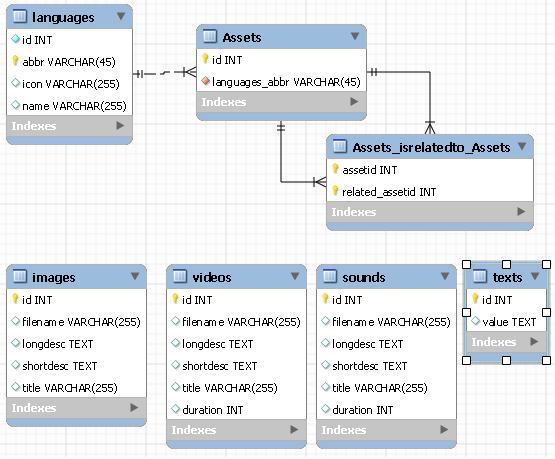 languages
id INT
abbr VARCHAR(45)
icon VARCHAR(255)
name VARCHAR(255)
Indexes
Assets
id INT
languages_abbr VARCHAR(45)
Indexes
Assets_isrelatedto_Assets
assetid INT
related_assetid INT
Indexes
images
id INT
filename VARCHAR(255)
longdesc TEXT
shortdesc TEXT
title VARCHAR(255)
Indexes
videos
id INT
filename VARCHAR(255)
longdesc TEXT
shortdesc TEXT
title VARCHAR(255)
duration INT
Indexes
sounds
id INT
filename VARCHAR(255)
longdesc TEXT
shortdesc TEXT
title VARCHAR(255)
duration INT
Indexes
texts
id INT
value TEXT
Indexes